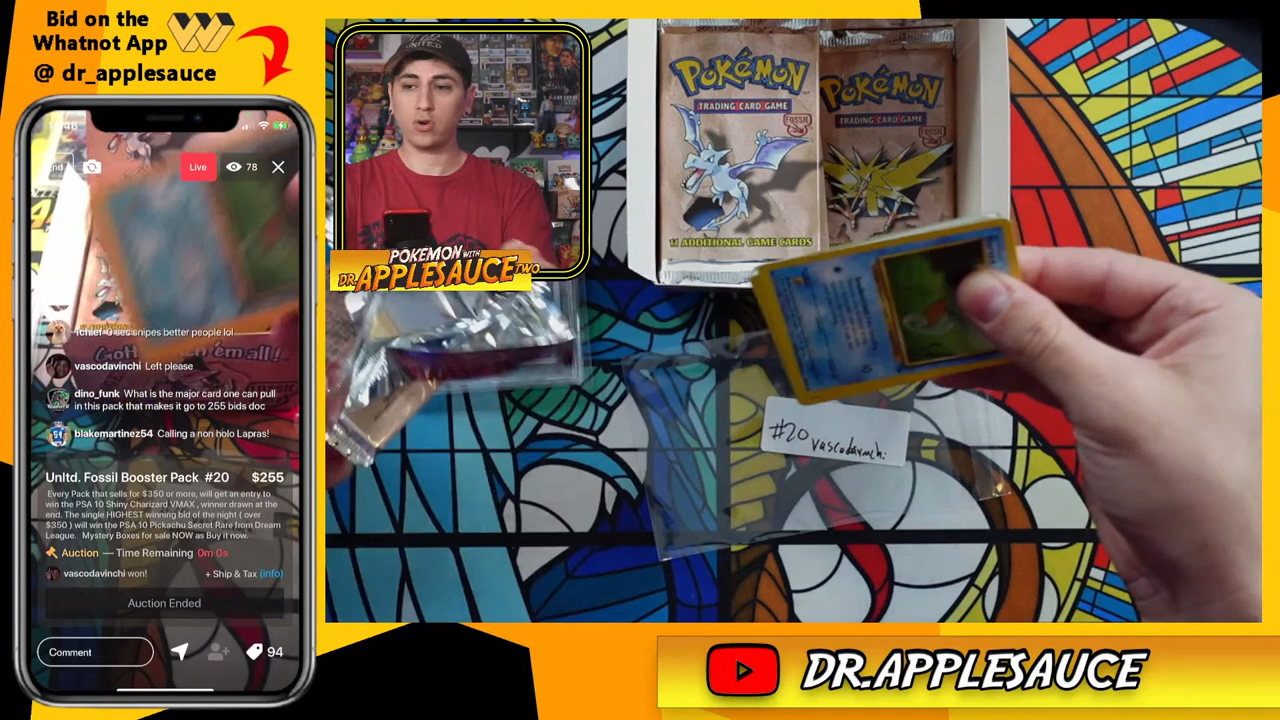 Bid on the
Whatnot App
@ dr_applesauce
Live
78
sec snipes better people lol
vascodavinchi Left please
dino_funk What is the major card one can pull
in this pack that makes it go to 255 bids doc
blakemartinez54 Calling a non holo Lapras!
Unltd. Fossil Booster Pack #20 $255
Every Pack that sells for $350 or more, will get an entry to
win the PSA 10 Shiny Charizard VMAX , winner drawn at the
end. The single HIGHEST winning bid of the night ( over
$350 ) will win the PSA 10 Pikachu Secret Rare from Dream
League. Mystery Boxes for sale NOW as Buy it now.
Auction — Time Remaining 0m 0s
vascodavinchi won!
+ Ship & Tax (info)
Auction Ended
Comment
94
POKEMON WITH
DR. APPLESAUCE TWO
POKéMON
TRADING CARD GAME
FOSSIL
11 ADDITIONAL GAME CARDS
POKéMON
TRADING CARD GAME
FOSSIL
#20
vascodavinchi
DR.APPLESAUCE